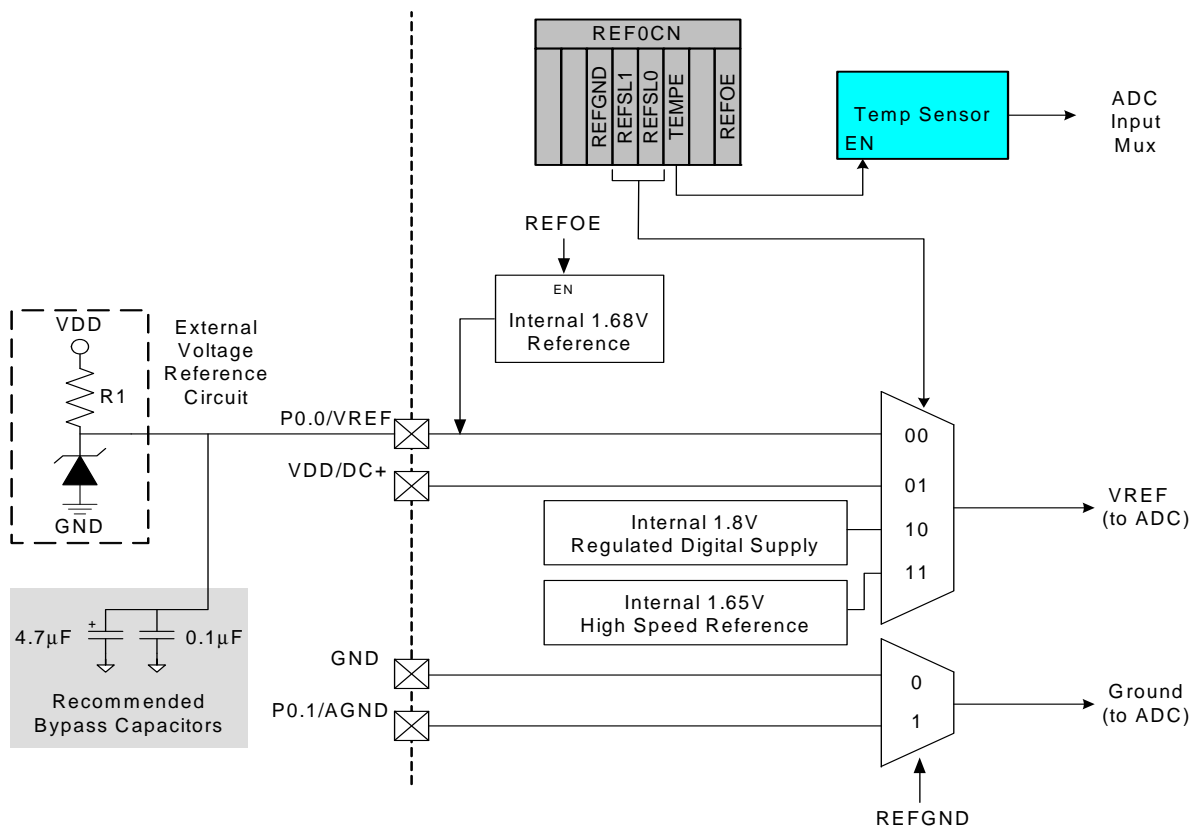 REF0CN
REFGND
REFSL1
REFSL0
TEMPE
REFOE
Temp Sensor
EN
ADC
Input
Mux
REFOE
EN
Internal 1.68V
Reference
VDD
R1
GND
External
Voltage
Reference
Circuit
P0.0/VREF
VDD/DC+
00
01
10
11
Internal 1.8V
Regulated Digital Supply
Internal 1.65V
High Speed Reference
VREF
(to ADC)
4.7μF
+
0.1μF
Recommended
Bypass Capacitors
GND
P0.1/AGND
0
1
Ground
(to ADC)
REFGND